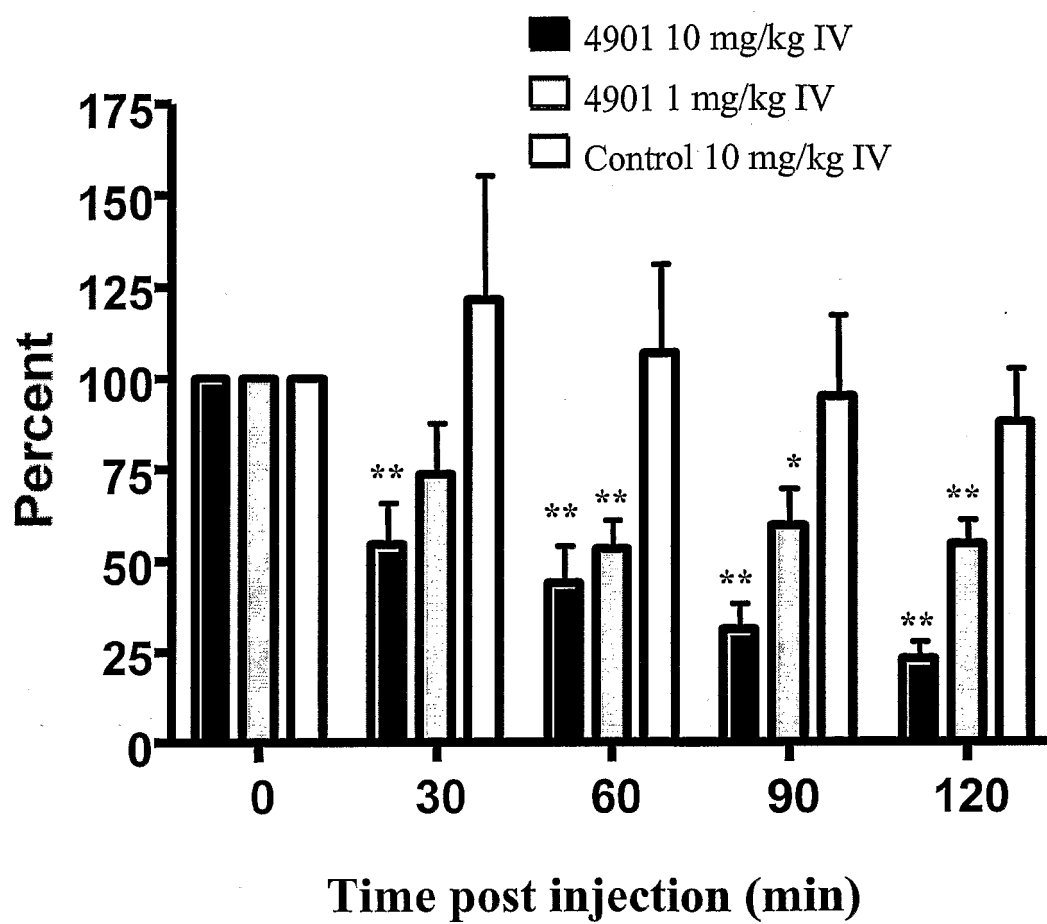 4901 10 mg/kg IV
4901 1 mg/kg IV
Control 10 mg/kg IV
175
150
125
100
75
50
25
0
Percent
**
**
**
**
*
**
**
0 30 60 90 120
Time post injection (min)